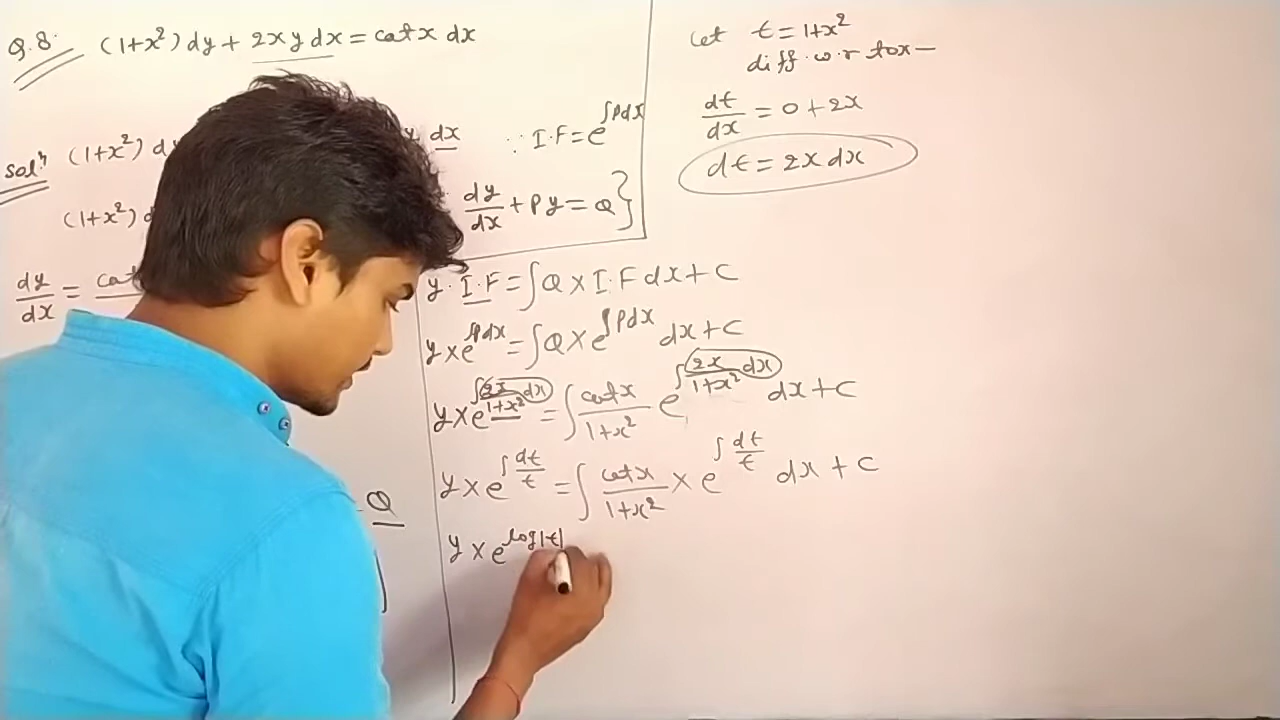 Q.8. (1+x²) dy + 2xy dx = cot x dx
Solⁿ (1+x²) dy
dx ∵ I.F = e^∫Pdx
(1+x²) d
dy/dx + Py = Q}
dy/dx = cot
y. I.F = ∫Q × I.F dx + C
y × e^∫Pdx = ∫Q × e^∫Pdx dx + C
y × e^∫2x/1+x² dx = ∫cot x/1+x² e^∫2x/1+x² dx dx + C
y × e^∫dt/t = ∫cot x/1+x² × e^∫dt/t dx + C
Q
y × e^log|t|
Let t = 1+x²
diff. w.r to x —
dt/dx = 0 + 2x
dt = 2x dx